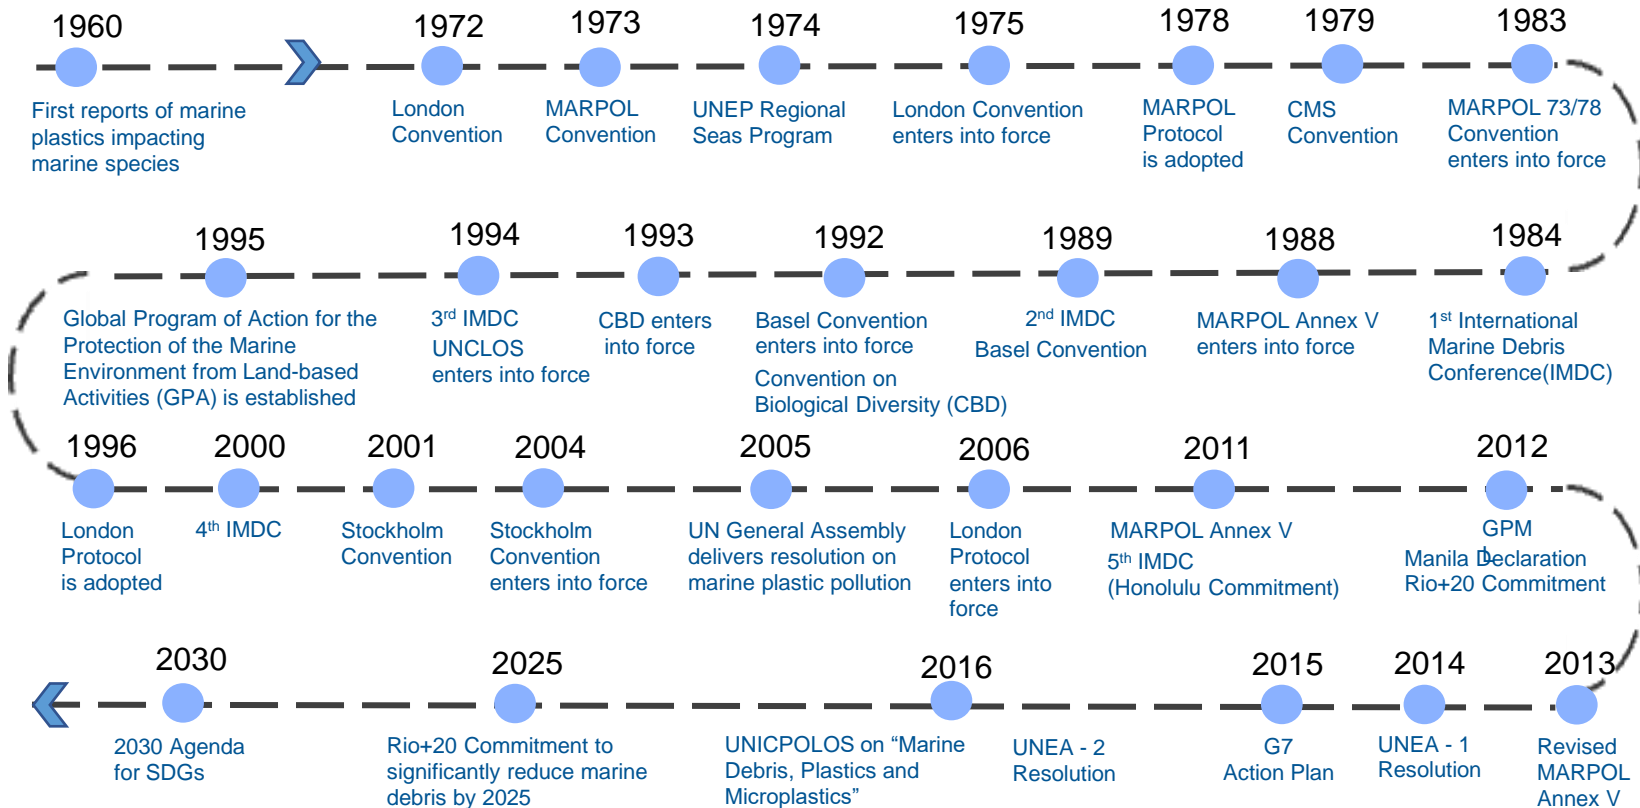 1960
First reports of marine
plastics impacting
marine species
1972
London
Convention
1973
MARPOL
Convention
1974
UNEP Regional
Seas Program
1975
London Convention
enters into force
1978
MARPOL
Protocol
is adopted
1979
CMS
Convention
1983
MARPOL 73/78
Convention
enters into force
1984
1st International
Marine Debris
Conference(IMDC)
1988
MARPOL Annex V
enters into force
1989
2nd IMDC
Basel Convention
1992
Basel Convention
enters into force
Convention on
Biological Diversity (CBD)
1993
CBD enters
into force
1994
3rd IMDC
UNCLOS
enters into force
1995
Global Program of Action for the
Protection of the Marine
Environment from Land-based
Activities (GPA) is established
1996
London
Protocol
is adopted
2000
4th IMDC
2001
Stockholm
Convention
2004
Stockholm
Convention
enters into force
2005
UN General Assembly
delivers resolution on
marine plastic pollution
2006
London
Protocol
enters into
force
2011
MARPOL Annex V
5th IMDC
(Honolulu Commitment)
2012
GPM
L
Manila Declaration
Rio+20 Commitment
2013
Revised
MARPOL
Annex V
2014
UNEA - 1
Resolution
2015
G7
Action Plan
2016
UNEA - 2
Resolution
UNICPOLOS on “Marine
Debris, Plastics and
Microplastics”
2025
Rio+20 Commitment to
significantly reduce marine
debris by 2025
2030
2030 Agenda
for SDGs